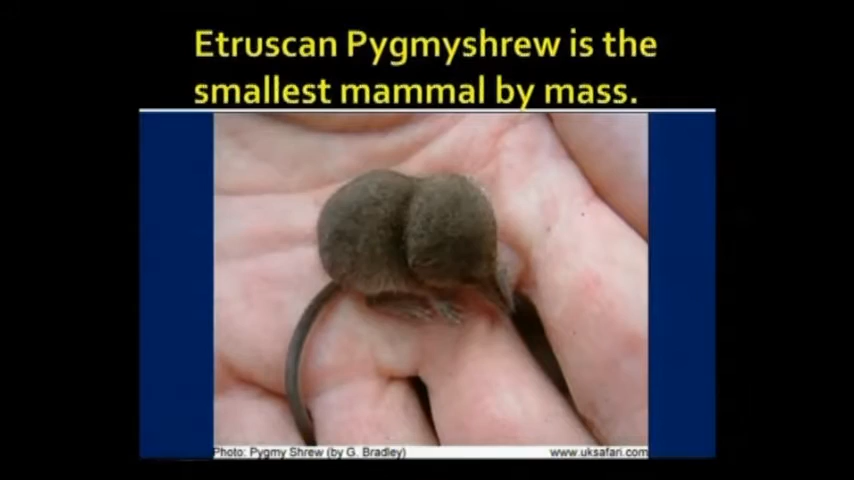 Etruscan Pygmyshrew is the
smallest mammal by mass.
Photo: Pygmy Shrew (by G. Bradley) www.uksafari.com